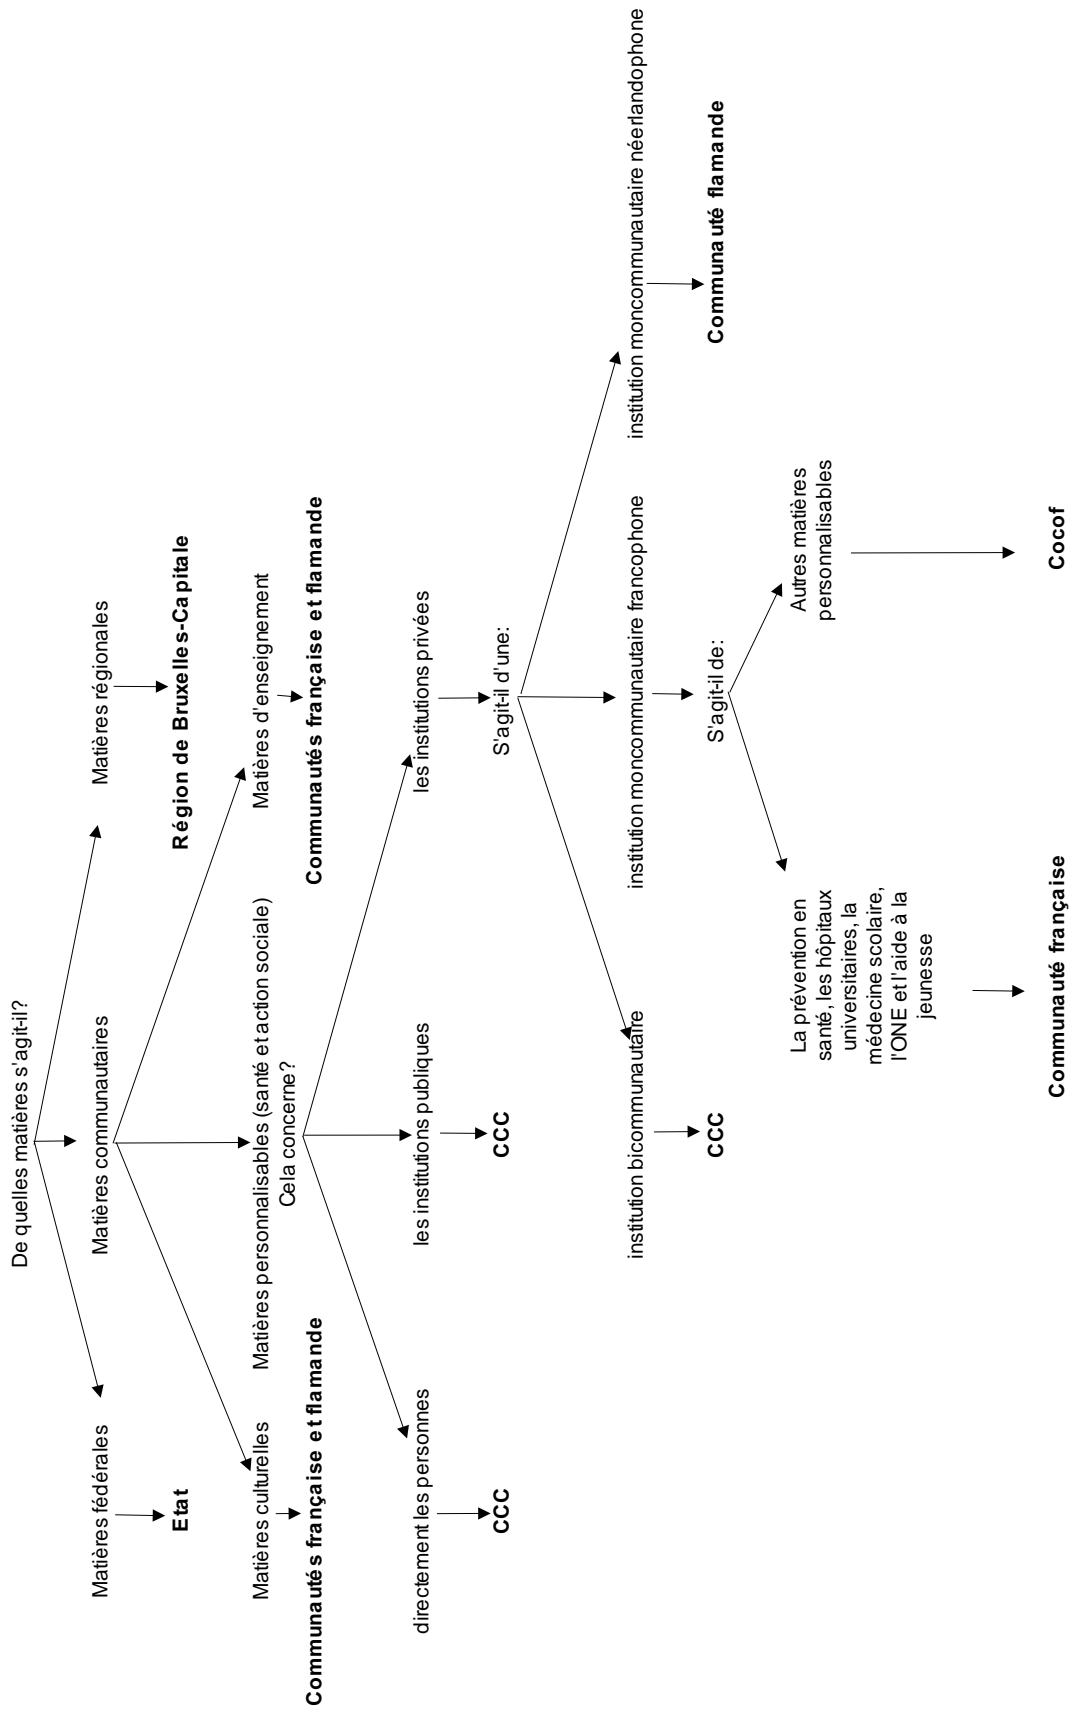 De quelles matières s'agit-il?
Matières fédérales
Matières communautaires
Matières régionales
Etat
Région de Bruxelles-Capitale
Matières culturelles
Matières personnalisables (santé et action sociale)
Cela concerne?
Matières d'enseignement
Communautés française et flamande
Communautés française et flamande
directement les personnes
les institutions publiques
les institutions privées
CCC
CCC
S'agit-il d'une:
institution bicommunautaire
institution moncommunautaire francophone
institution moncommunautaire néerlandophone
CCC
S'agit-il de:
Communauté flamande
La prévention en
santé, les hôpitaux
universitaires, la
médecine scolaire,
l'ONE et l'aide à la
jeunesse
Autres matières
personnalisables
Communauté française
Cocof